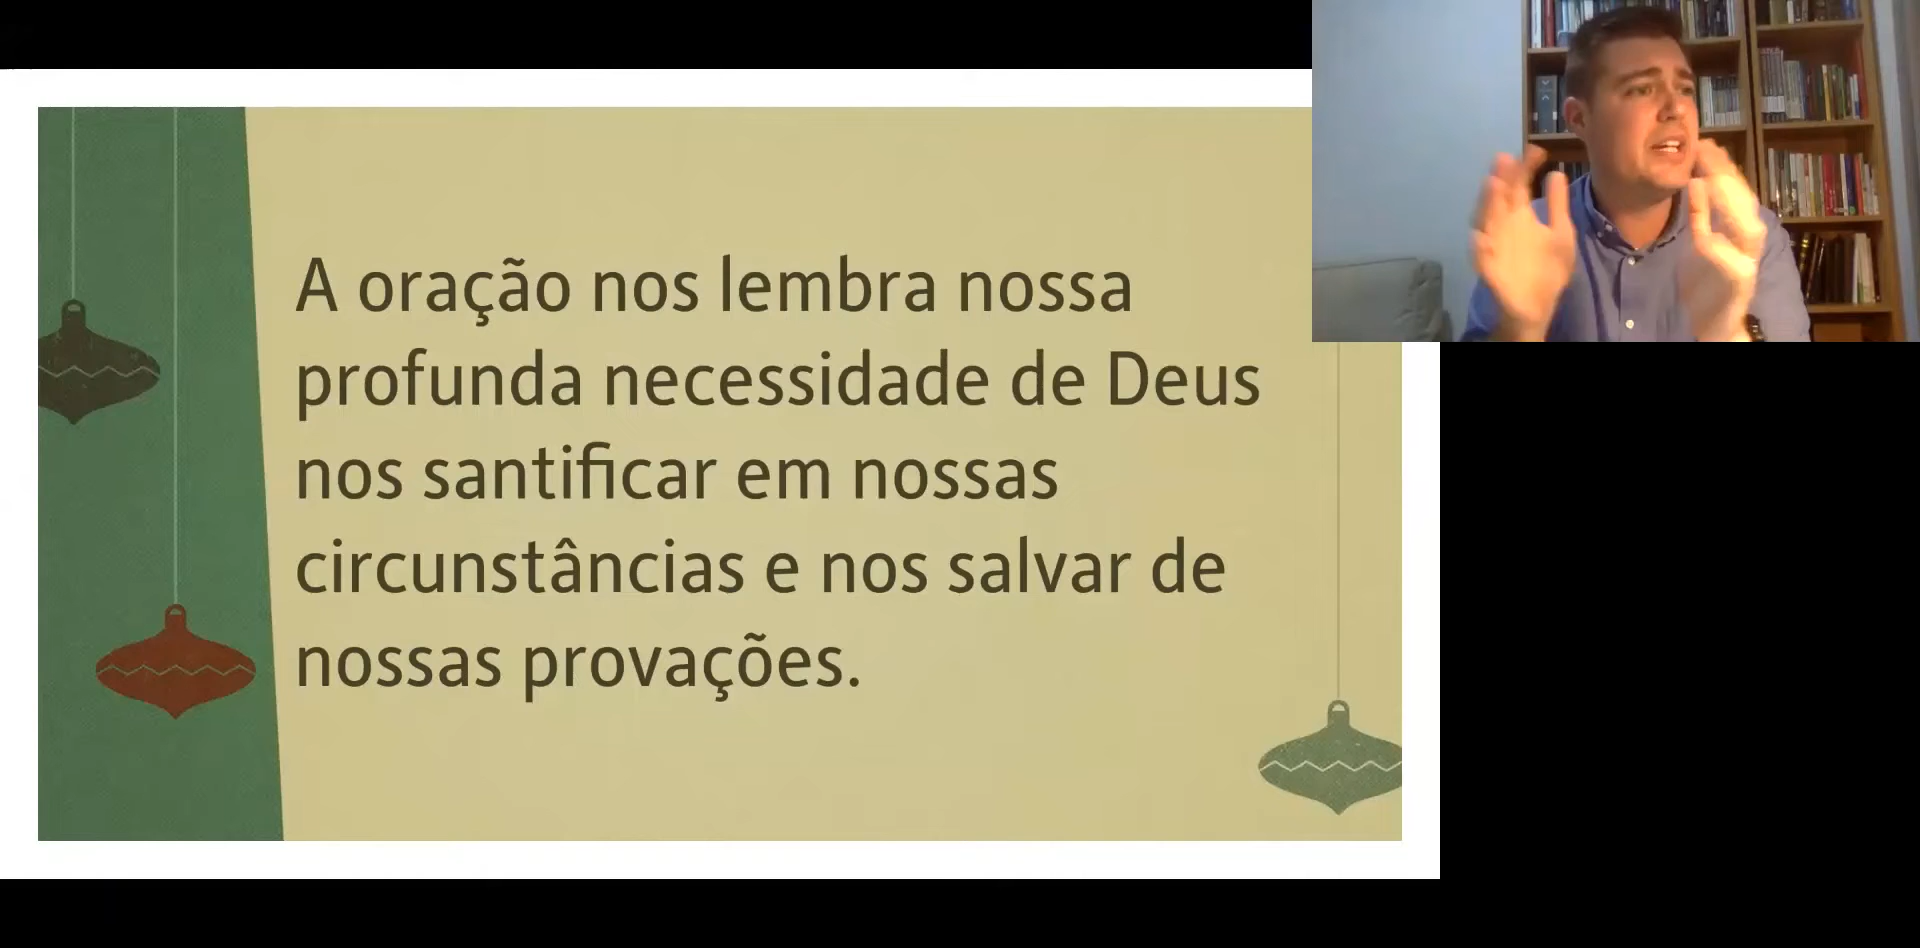 A oração nos lembra nossa
profunda necessidade de Deus
nos santificar em nossas
circunstâncias e nos salvar de
nossas provações.